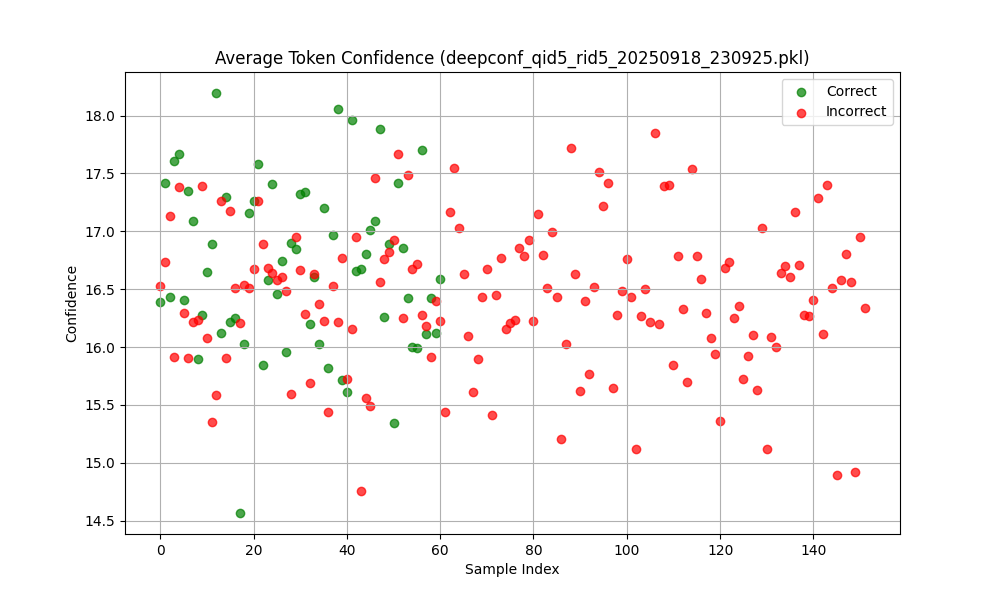 Average Token Confidence (deepconf_qid5_rid5_20250918_230925.pkl)
Correct
Incorrect
18.0
17.5
17.0
16.5
16.0
15.5
15.0
14.5
Confidence
0 20 40 60 80 100 120 140
Sample Index